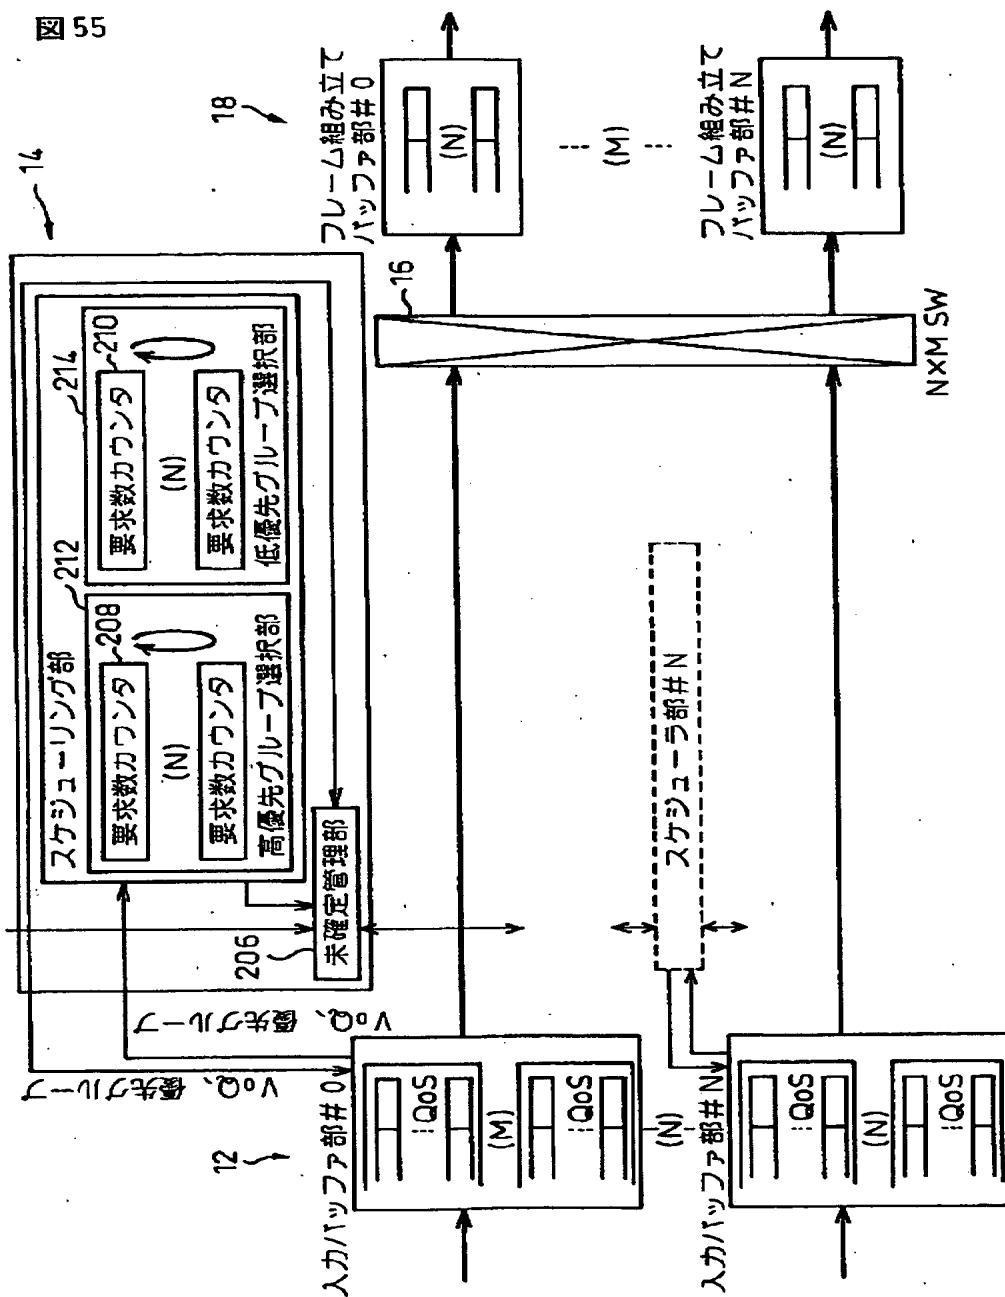 図 55
14
スケジューリング部
212
208
要求数カウンタ
(N)
要求数カウンタ
高優先グループ選択部
214
210
要求数カウンタ
(N)
要求数カウンタ
低優先グループ選択部
206
未確定管理部
VoQ、優先グループ
VoQ、優先グループ
12
入力バッファ部#0
:QoS
(M)
:QoS
(N)
入力バッファ部#N
:QoS
(N)
:QoS
スケジューラ部#N
16
N×M SW
18
フレーム組み立て
バッファ部#0
(N)
(M)
フレーム組み立て
バッファ部#N
(N)